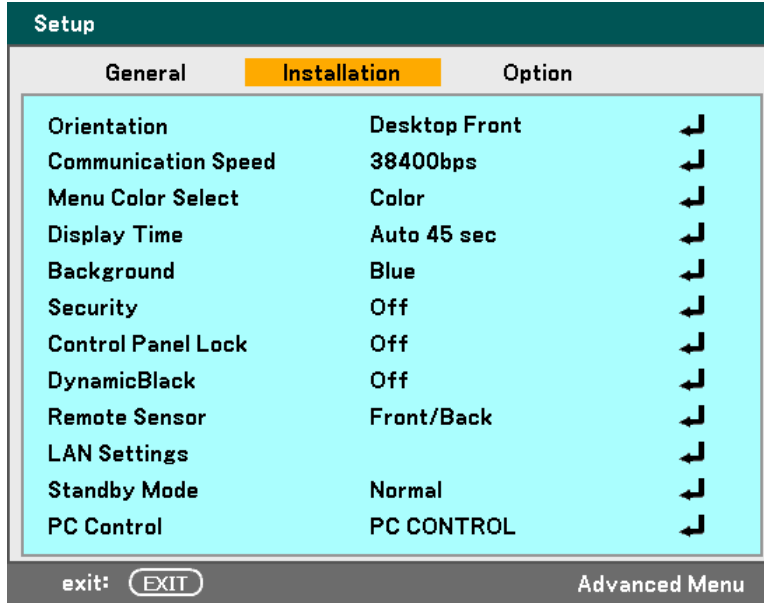 Setup
General Installation Option
Orientation Desktop Front
Communication Speed 38400bps
Menu Color Select Color
Display Time Auto 45 sec
Background Blue
Security Off
Control Panel Lock Off
DynamicBlack Off
Remote Sensor Front/Back
LAN Settings
Standby Mode Normal
PC Control PC CONTROL
exit: EXIT Advanced Menu